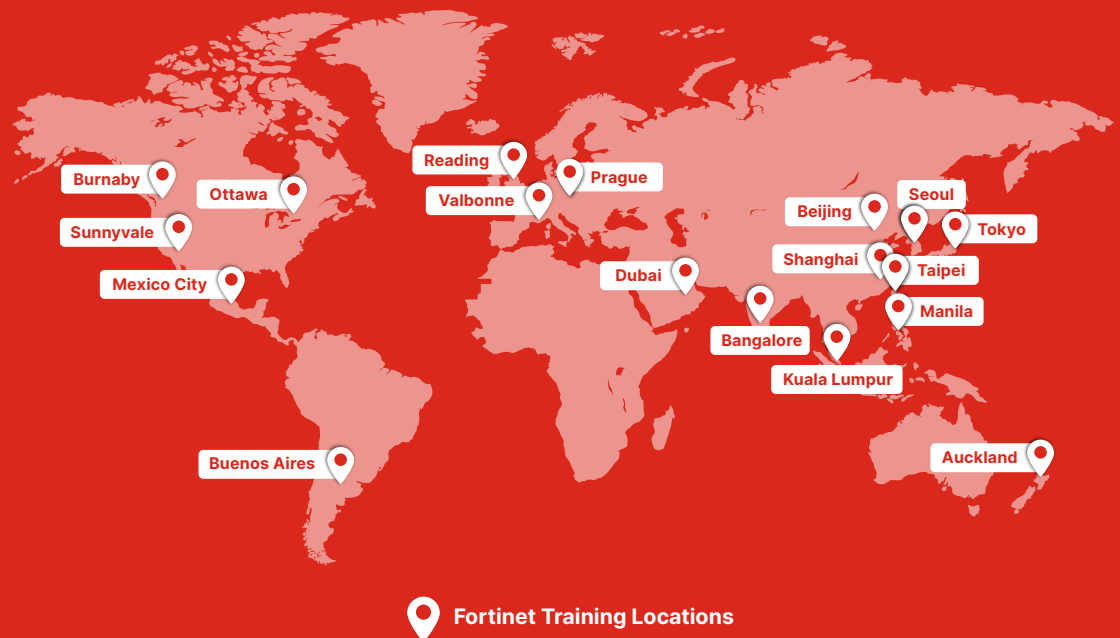 Reading
Prague
Burnaby
Ottawa
Valbonne
Seoul
Beijing
Sunnyvale
Tokyo
Shanghai
Taipei
Dubai
Mexico City
Manila
Bangalore
Kuala Lumpur
Buenos Aires
Auckland
Fortinet Training Locations